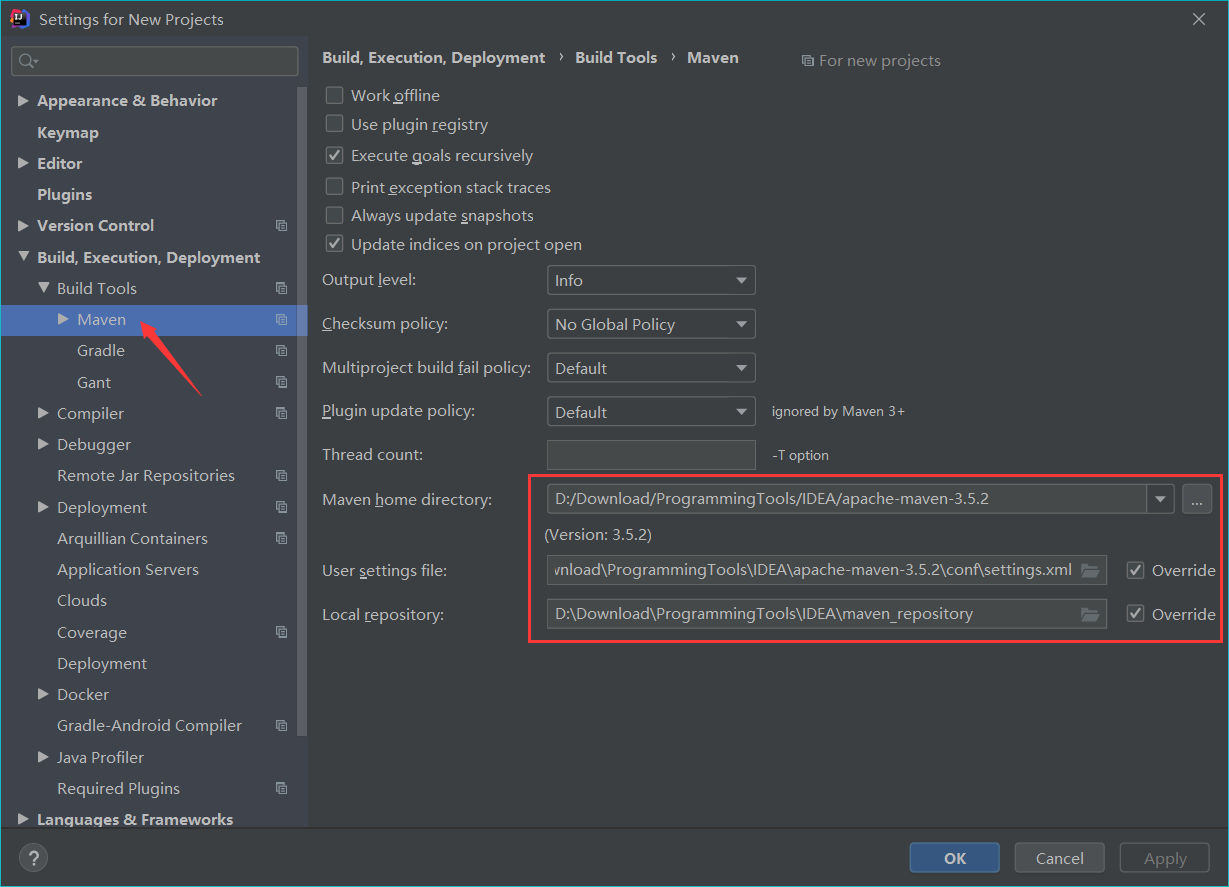 Settings for New Projects
Appearance & Behavior
Keymap
Editor
Plugins
Version Control
Build, Execution, Deployment
Build Tools
Maven
Gradle
Gant
Compiler
Debugger
Remote Jar Repositories
Deployment
Arquillian Containers
Application Servers
Clouds
Coverage
Deployment
Docker
Gradle-Android Compiler
Java Profiler
Required Plugins
Languages & Frameworks
Build, Execution, Deployment › Build Tools › Maven For new projects
Work offline
Use plugin registry
Execute goals recursively
Print exception stack traces
Always update snapshots
Update indices on project open
Output level: Info
Checksum policy: No Global Policy
Multiproject build fail policy: Default
Plugin update policy: Default ignored by Maven 3+
Thread count: -T option
Maven home directory: D:/Download/ProgrammingTools/IDEA/apache-maven-3.5.2 ...
(Version: 3.5.2)
User settings file: wnload\ProgrammingTools\IDEA\apache-maven-3.5.2\conf\settings.xml Override
Local repository: D:\Download\ProgrammingTools\IDEA\maven_repository Override
? OK Cancel Apply